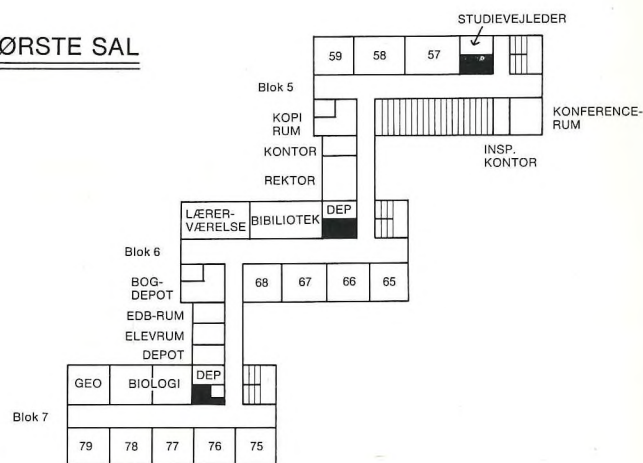 ØRSTE SAL
STUDIEVEJLEDER
59
58
57
Blok 5
KOPI
RUM
KONFERENCE-
RUM
KONTOR
INSP.
KONTOR
REKTOR
LÆRER-
VÆRELSE
BIBILIOTEK
DEP
Blok 6
BOG-
DEPOT
68
67
66
65
EDB-RUM
ELEVRUM
DEPOT
GEO
BIOLOGI
DEP
Blok 7
79
78
77
76
75